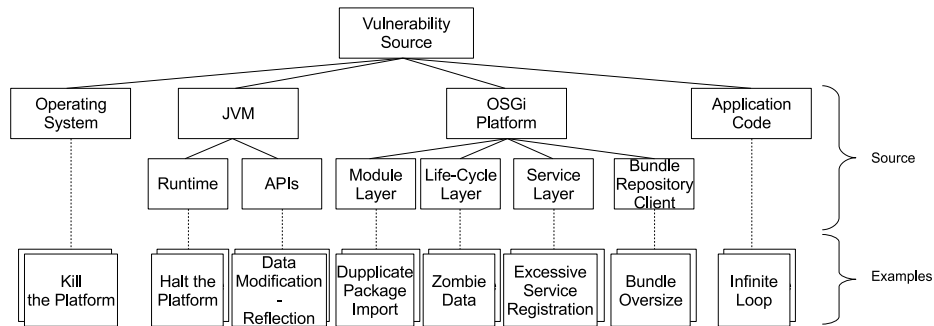 Vulnerability
Source
Operating
System
JVM
OSGi
Platform
Application
Code
Source
Runtime
APIs
Module
Layer
Life-Cycle
Layer
Service
Layer
Bundle
Repository
Client
Kill
the Platform
Halt the
Platform
Data
Modification
-
Reflection
Dupplicate
Package
Import
Zombie
Data
Excessive
Service
Registration
Bundle
Oversize
Infinite
Loop
Examples